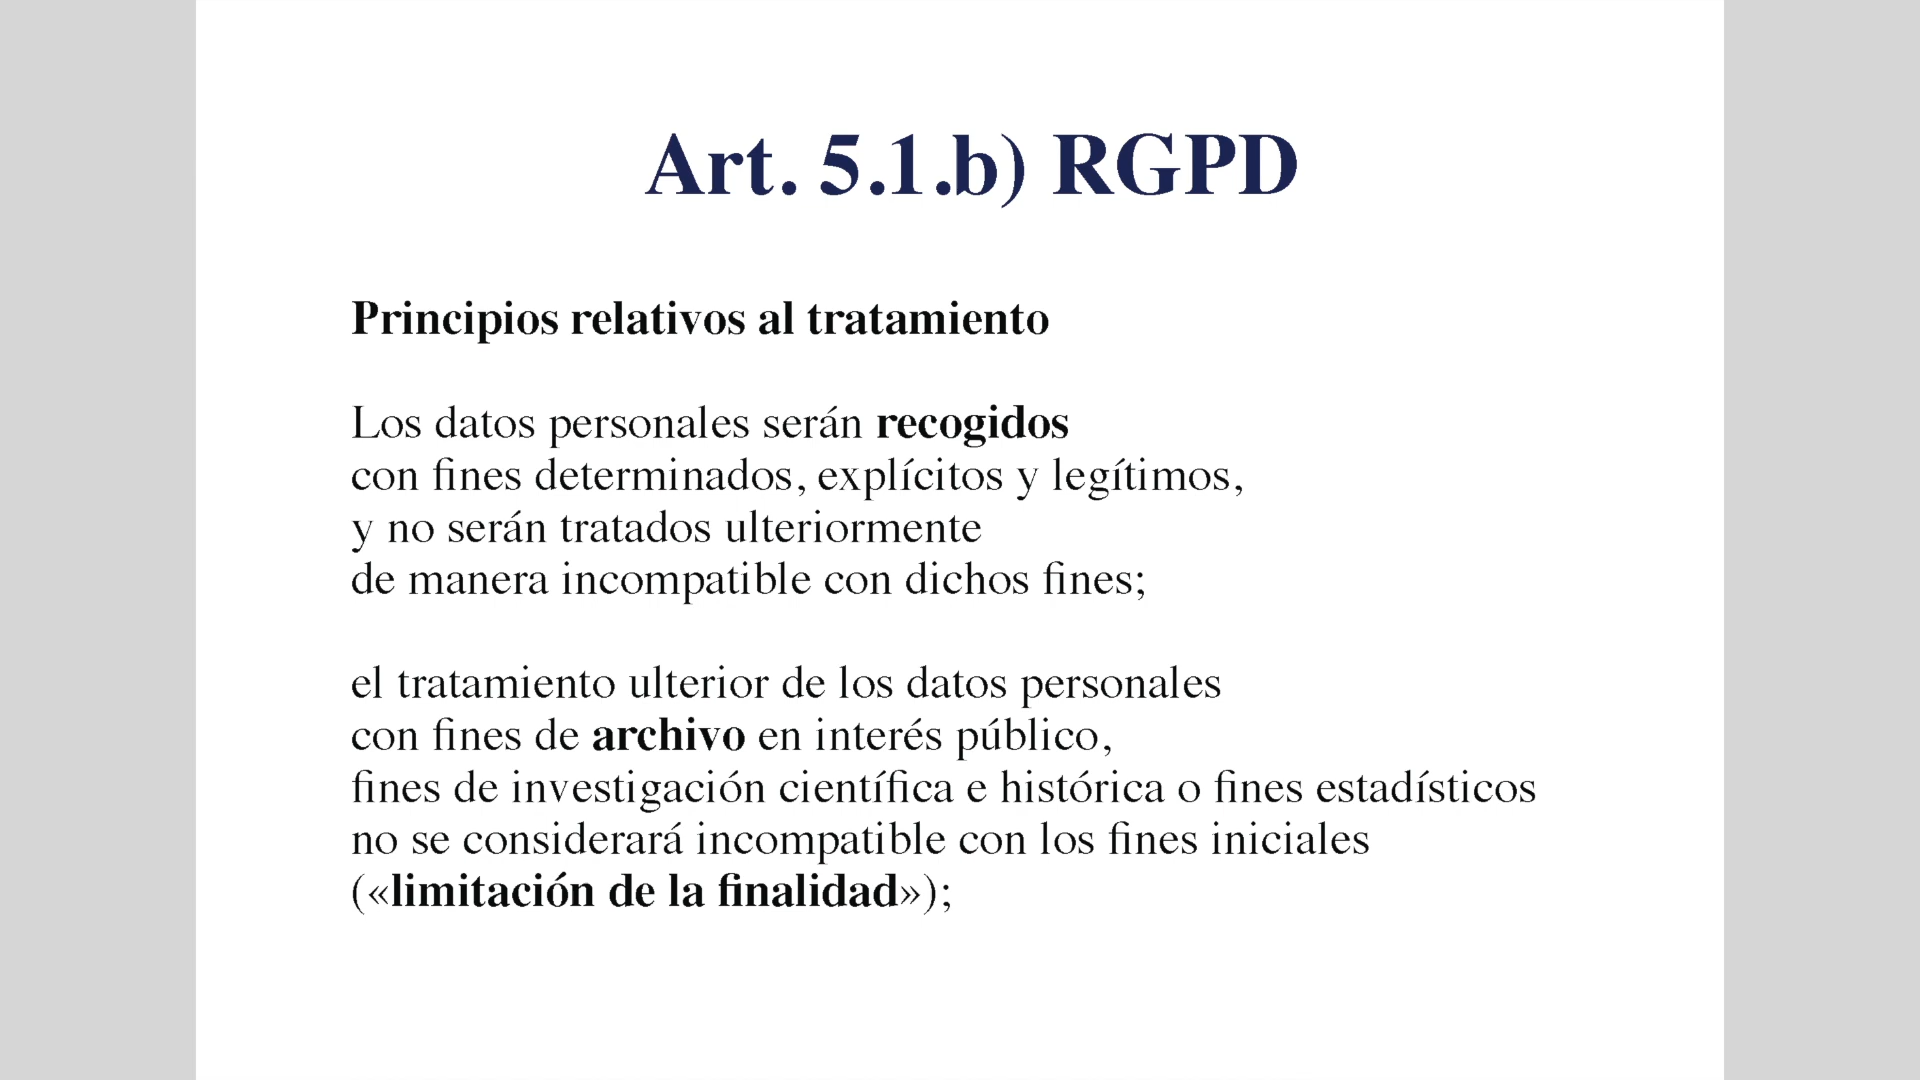 Art. 5.1.b) RGPD
Principios relativos al tratamiento
Los datos personales serán recogidos
con fines determinados, explícitos y legítimos,
y no serán tratados ulteriormente
de manera incompatible con dichos fines;
el tratamiento ulterior de los datos personales
con fines de archivo en interés público,
fines de investigación científica e histórica o fines estadísticos
no se considerará incompatible con los fines iniciales
(«limitación de la finalidad»);